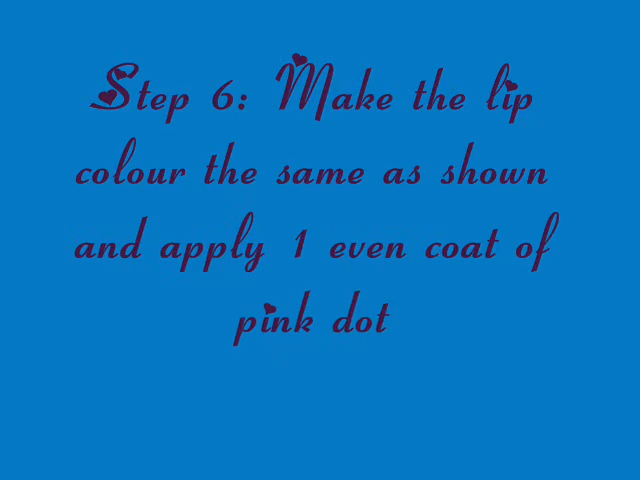 Step 6: Make the lip
colour the same as shown
and apply 1 even coat of
pink dot